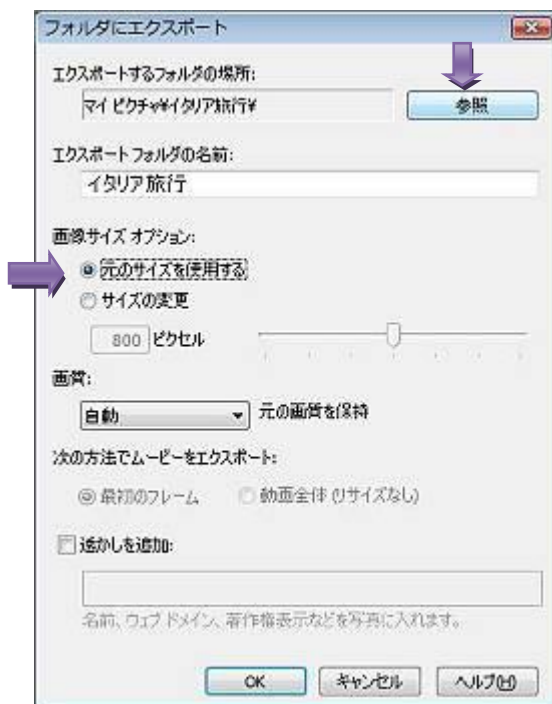 フォルダにエクスポート
エクスポートするフォルダの場所:
マイ ピクチャ¥イタリア旅行¥
参照
エクスポート フォルダの名前:
イタリア旅行
画像サイズ オプション:
元のサイズを使用する
サイズの変更
800 ピクセル
画質:
自動 元の画質を保持
次の方法でムービーをエクスポート:
最初のフレーム 動画全体 (リサイズなし)
透かしを追加:
名前、ウェブ ドメイン、著作権表示などを写真に入れます。
OK キャンセル ヘルプ(H)